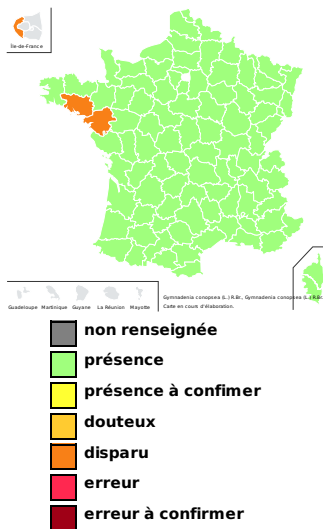 Île-de-France
Gymnadenia conopsea (L.) R.Br., Gymnadenia conopsea (L.) R.Br
Carte en cours d'élaboration.
Guadeloupe Martinique Guyane La Réunion Mayotte
non renseignée
présence
présence à confimer
douteux
disparu
erreur
erreur à confirmer